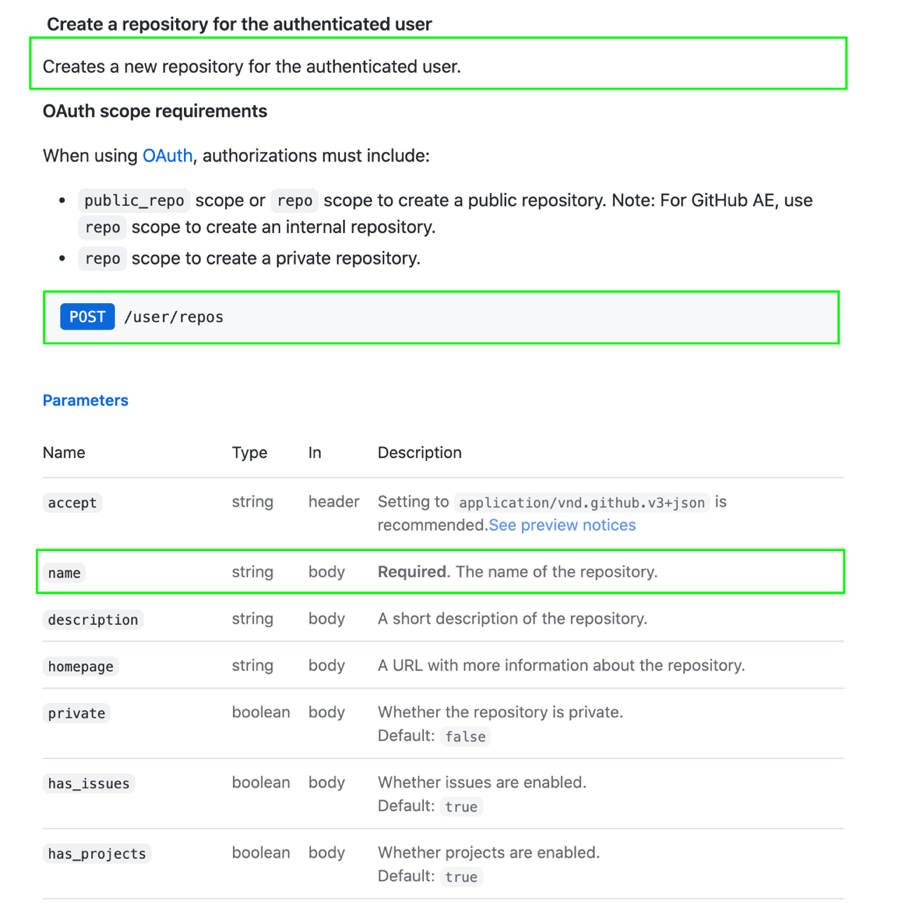 Create a repository for the authenticated user
Creates a new repository for the authenticated user.
OAuth scope requirements
When using OAuth, authorizations must include:
• public_repo scope or repo scope to create a public repository. Note: For GitHub AE, use
repo scope to create an internal repository.
• repo scope to create a private repository.
POST /user/repos
Parameters
Name Type In Description
accept string header Setting to application/vnd.github.v3+json is
recommended.See preview notices
name string body Required. The name of the repository.
description string body A short description of the repository.
homepage string body A URL with more information about the repository.
private boolean body Whether the repository is private.
Default: false
has_issues boolean body Whether issues are enabled.
Default: true
has_projects boolean body Whether projects are enabled.
Default: true